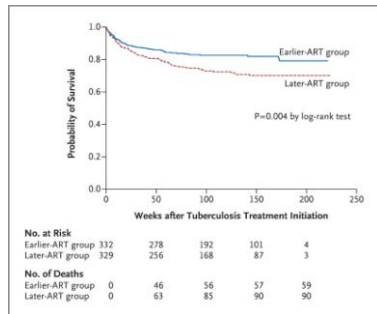 1.0
Earlier-ART group
0.8
Later-ART group
0.6
P=0.004 by log-rank test
0.4
0.2
0.0
Probability of Survival
0 50 100 150 200 250
Weeks after Tuberculosis Treatment Initiation
No. at Risk
Earlier-ART group 332 278 192 101 4
Later-ART group 329 256 168 87 3
No. of Deaths
Earlier-ART group 0 46 56 57 59
Later-ART group 0 63 85 90 90